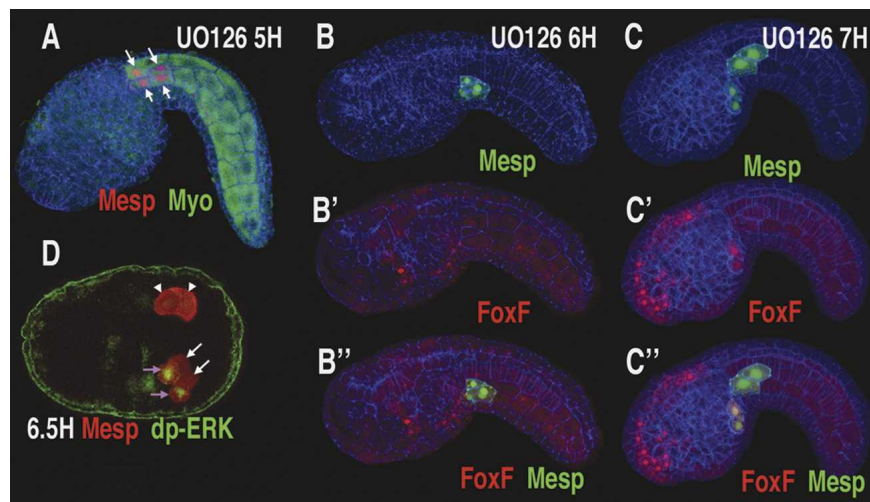 A UO126 5H
Mesp Myo
B UO126 6H
Mesp
C UO126 7H
Mesp
B’
FoxF
C’
FoxF
D
6.5H Mesp dp-ERK
B’’
FoxF Mesp
C’’
FoxF Mesp